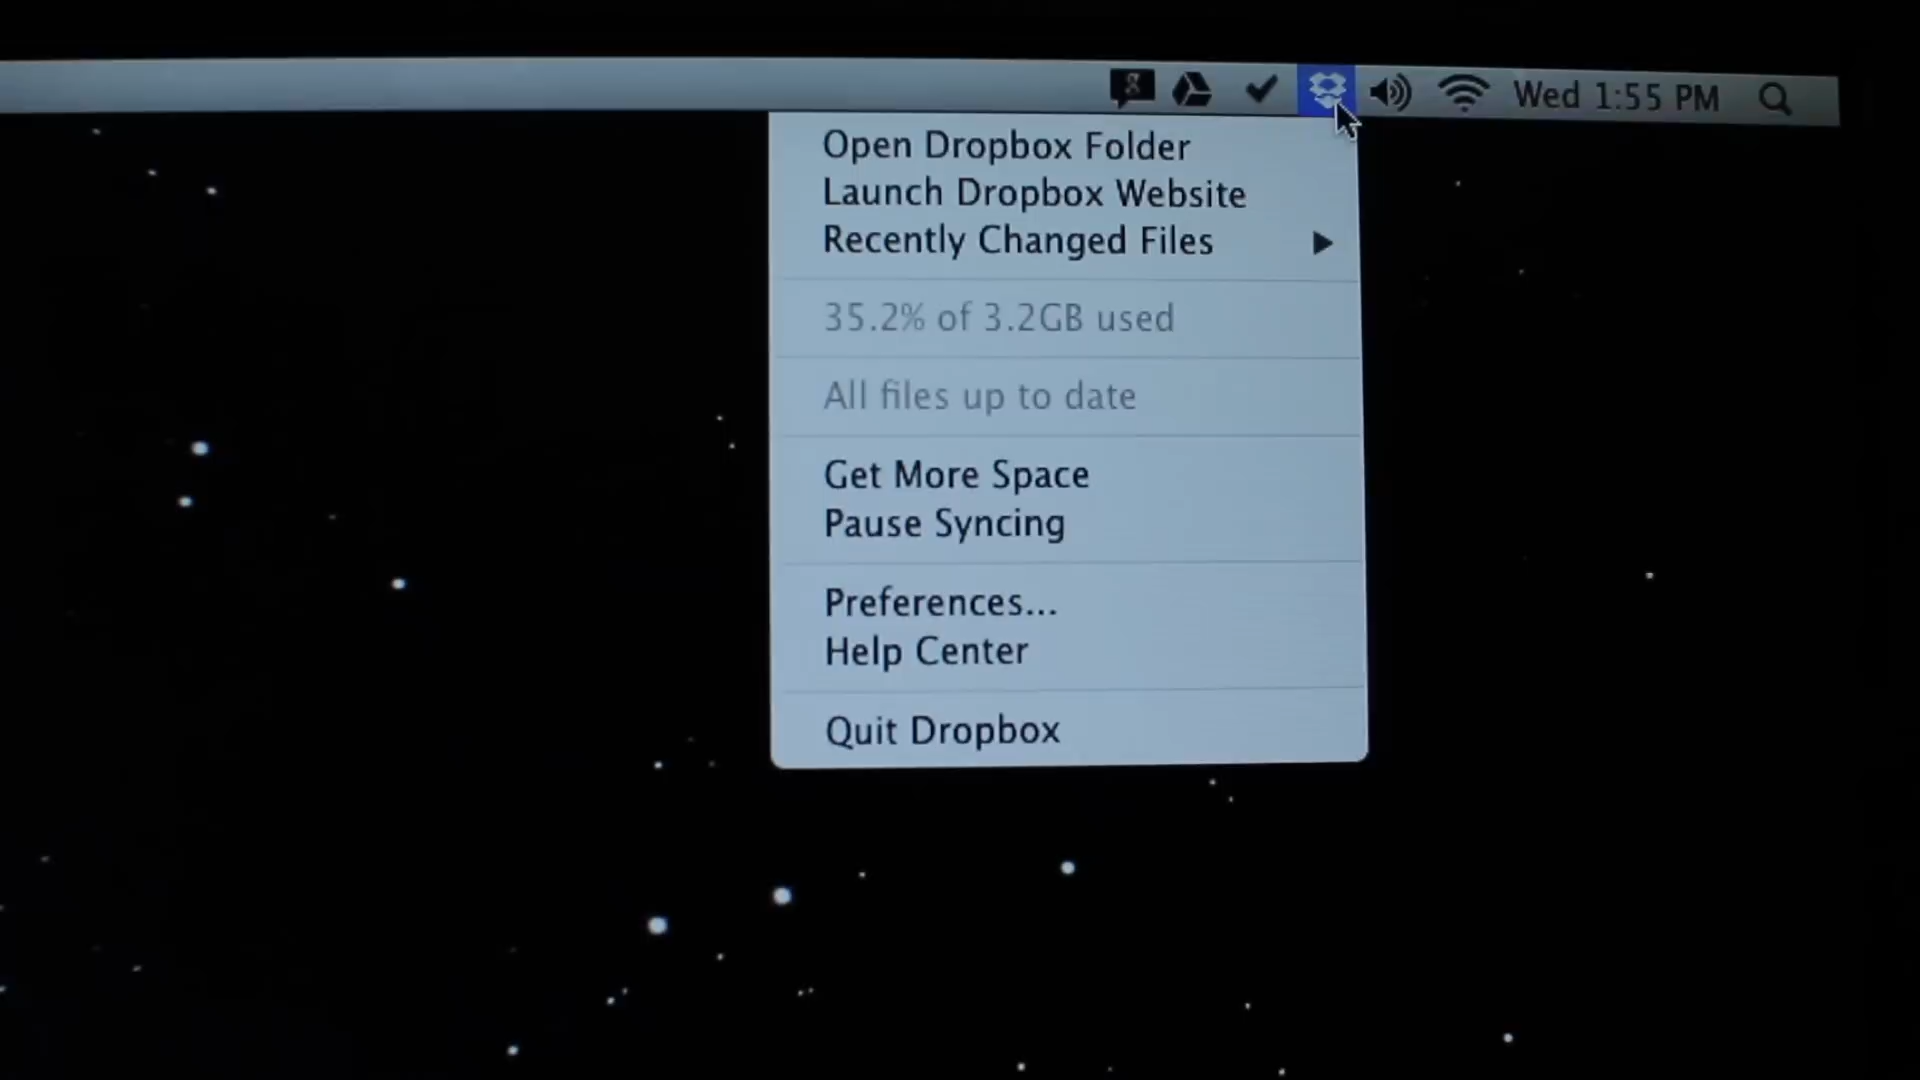 Wed 1:55 PM
Open Dropbox Folder
Launch Dropbox Website
Recently Changed Files
35.2% of 3.2GB used
All files up to date
Get More Space
Pause Syncing
Preferences...
Help Center
Quit Dropbox